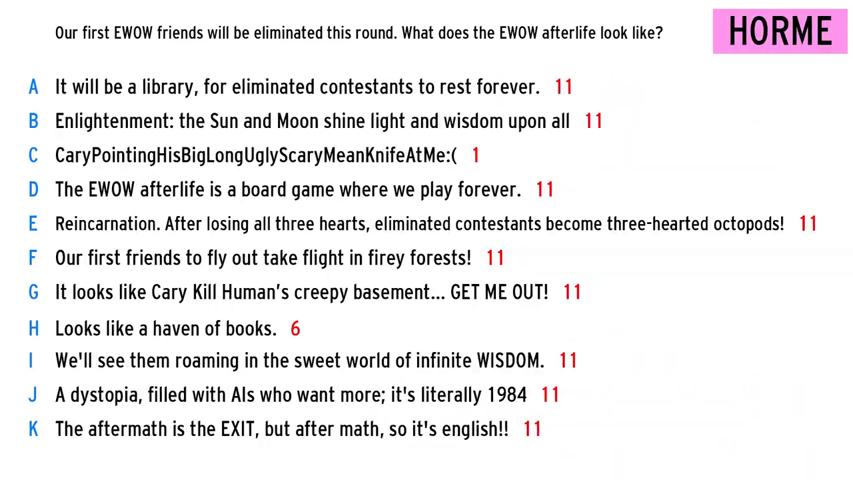 Our first EWOW friends will be eliminated this round. What does the EWOW afterlife look like?
HORME
A It will be a library, for eliminated contestants to rest forever. 11
B Enlightenment: the Sun and Moon shine light and wisdom upon all 11
C CaryPointingHisBigLongUglyScaryMeanKnifeAtMe:( 1
D The EWOW afterlife is a board game where we play forever. 11
E Reincarnation. After losing all three hearts, eliminated contestants become three-hearted octopods! 11
F Our first friends to fly out take flight in firey forests! 11
G It looks like Cary Kill Human's creepy basement... GET ME OUT! 11
H Looks like a haven of books. 6
I We'll see them roaming in the sweet world of infinite WISDOM. 11
J A dystopia, filled with AIs who want more; it's literally 1984 11
K The aftermath is the EXIT, but after math, so it's english!! 11